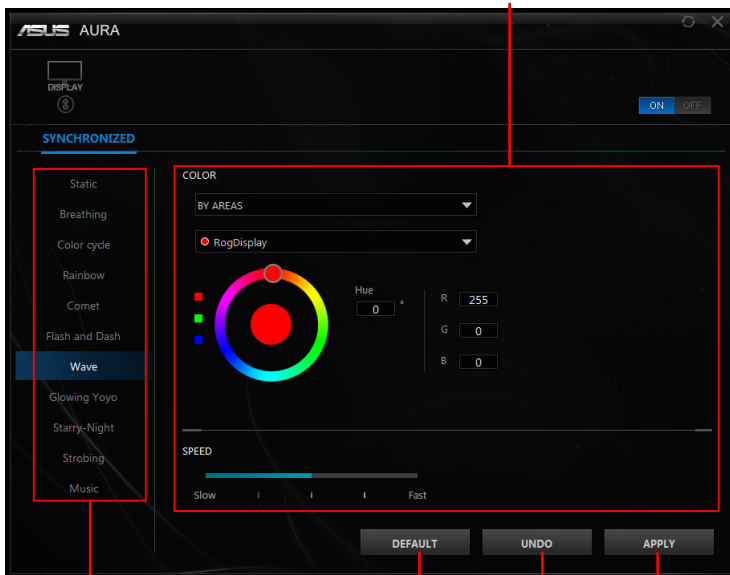 ASUS AURA
DISPLAY
ON OFF
SYNCHRONIZED
Static
Breathing
Color cycle
Rainbow
Comet
Flash and Dash
Wave
Glowing Yoyo
Starry-Night
Strobing
Music
COLOR
BY AREAS
RogDisplay
Hue
0 °
R 255
G 0
B 0
SPEED
Slow Fast
DEFAULT UNDO APPLY